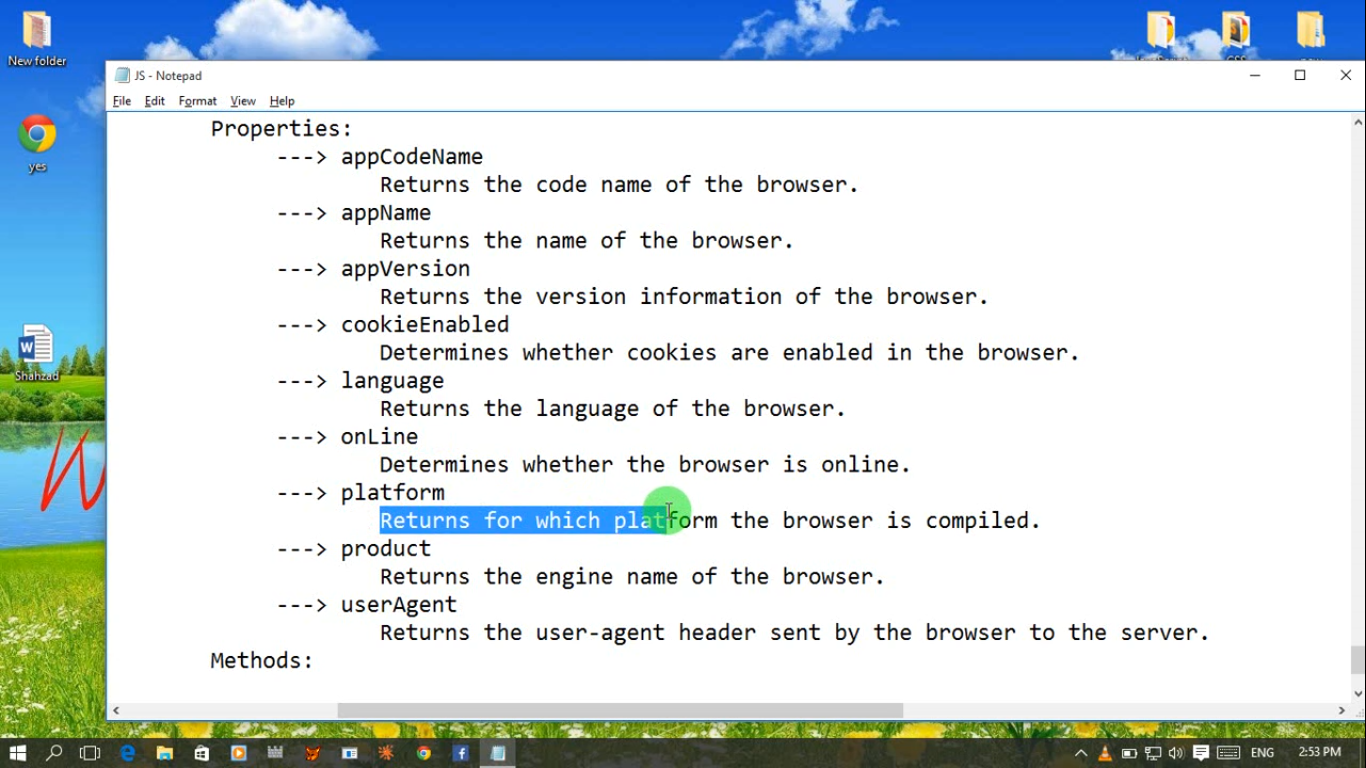 New folder
JS - Notepad
File Edit Format View Help
yes
Shahzad
Properties:
---> appCodeName
Returns the code name of the browser.
---> appName
Returns the name of the browser.
---> appVersion
Returns the version information of the browser.
---> cookieEnabled
Determines whether cookies are enabled in the browser.
---> language
Returns the language of the browser.
---> onLine
Determines whether the browser is online.
---> platform
Returns for which platform the browser is compiled.
---> product
Returns the engine name of the browser.
---> userAgent
Returns the user-agent header sent by the browser to the server.
Methods:
ENG 2:53 PM